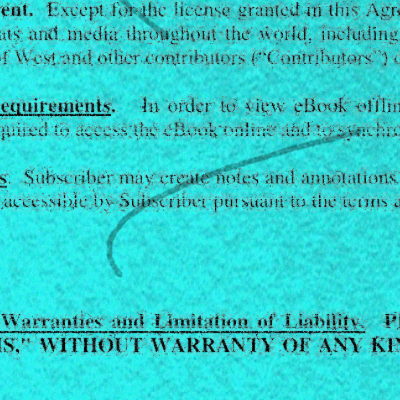 ent. Except for the license granted in this Agre
ats and media throughout the world, including
of West and other contributors ("Contributors") o
equirements. In order to view eBook offlin
quired to access the eBook online and to synchro
s. Subscriber may create notes and annotations.
accessible by Subscriber pursuant to the terms a
Warranties and Limitation of Liability. Pl
IS," WITHOUT WARRANTY OF ANY KIN